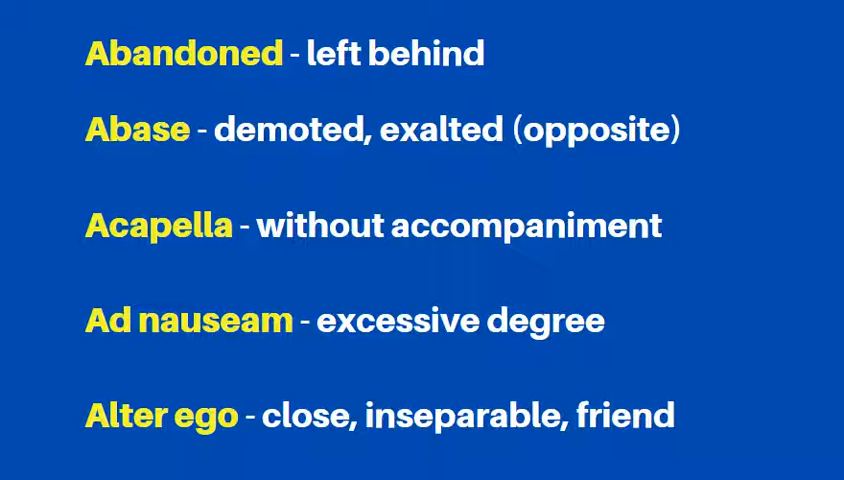 Abandoned - left behind
Abase - demoted, exalted (opposite)
Acapella - without accompaniment
Ad nauseam - excessive degree
Alter ego - close, inseparable, friend